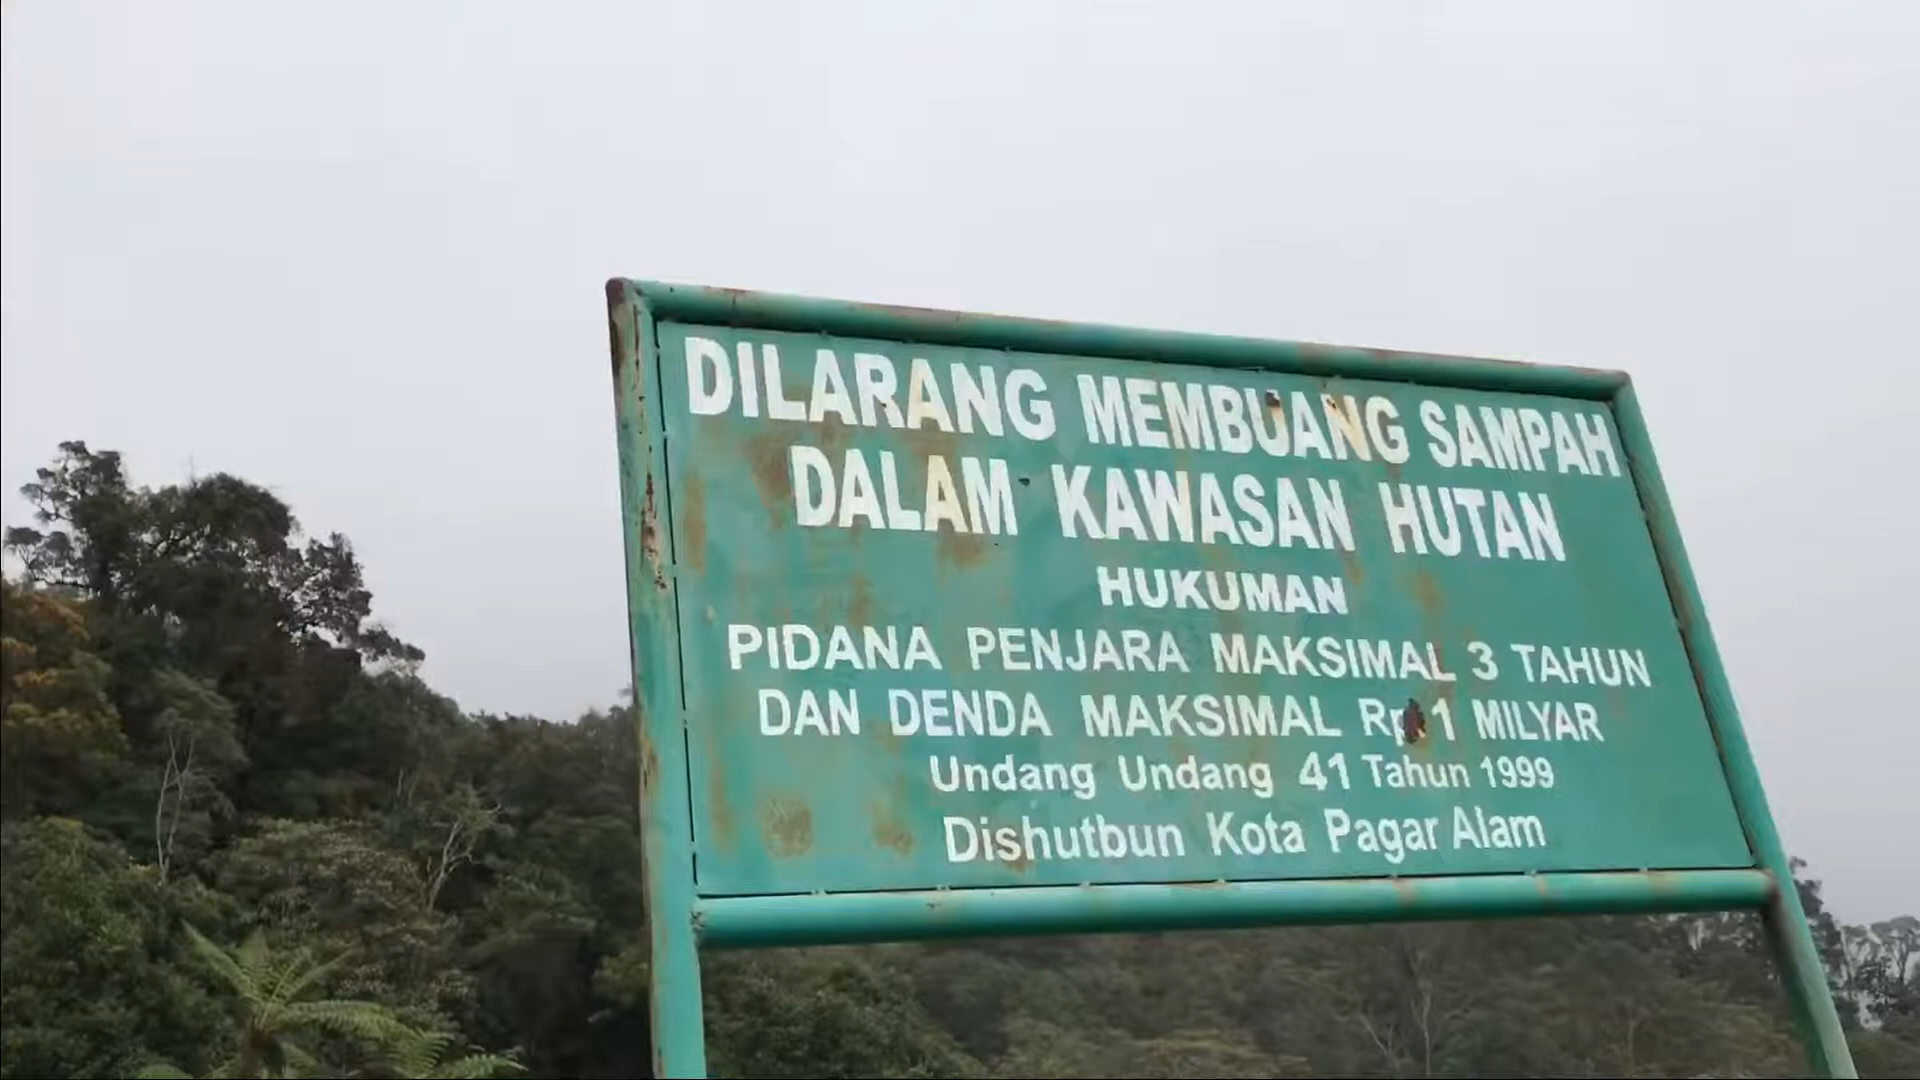 DILARANG MEMBUANG SAMPAH
DALAM KAWASAN HUTAN
HUKUMAN
PIDANA PENJARA MAKSIMAL 3 TAHUN
DAN DENDA MAKSIMAL Rp 1 MILYAR
Undang Undang 41 Tahun 1999
Dishutbun Kota Pagar Alam